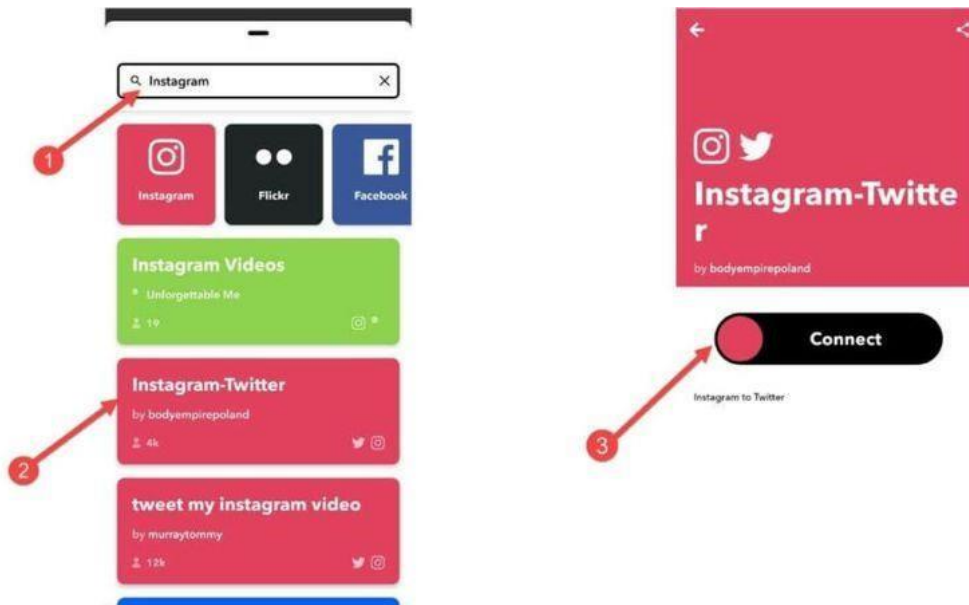 Instagram
1
Instagram
Flickr
Facebook
Instagram Videos
Unforgettable Me
19
Instagram-Twitter
by bodyempirepoland
4k
2
tweet my instagram video
by murraytommy
12k
Instagram-Twitte
r
by bodyempirepoland
Connect
Instagram to Twitter
3